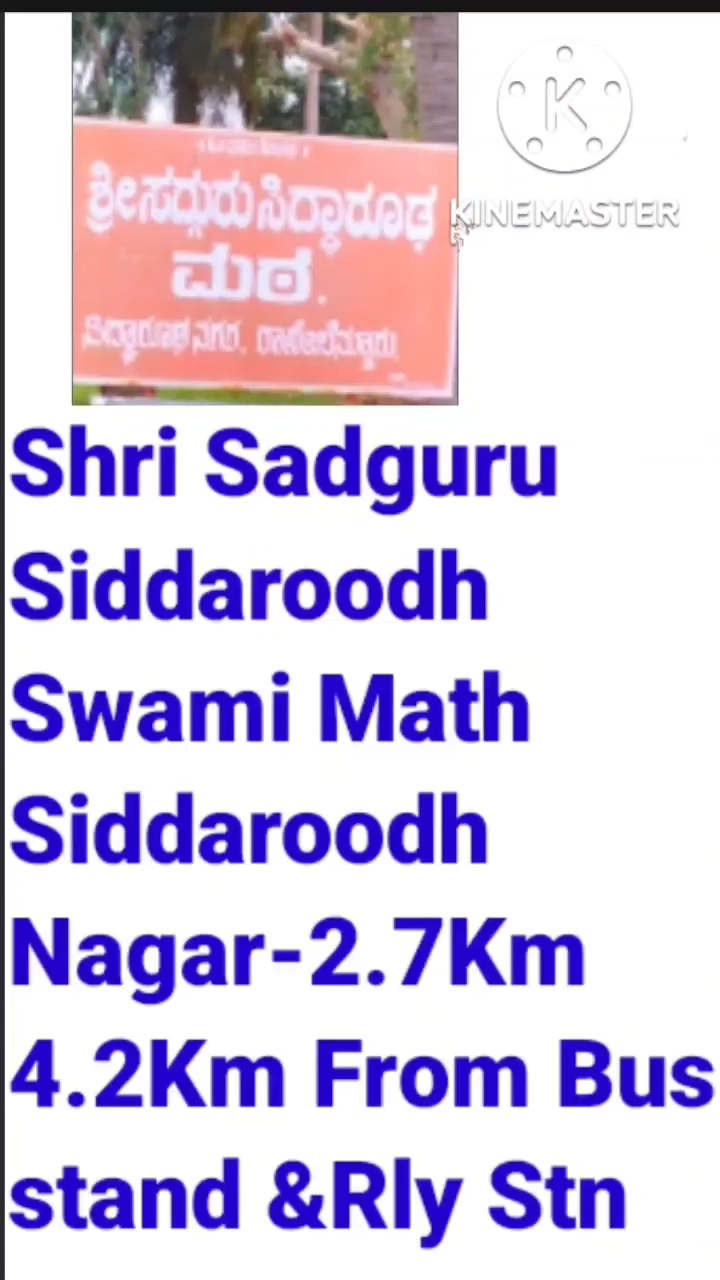 ಶ್ರೀ ಸದ್ಗುರು ಸಿದ್ಧಾರೂಢ
ಮಠ.
ಸಿದ್ಧಾರೂಢ ನಗರ,
K
KINEMASTER
Shri Sadguru
Siddaroodh
Swami Math
Siddaroodh
Nagar-2.7Km
4.2Km From Bus
stand &Rly Stn